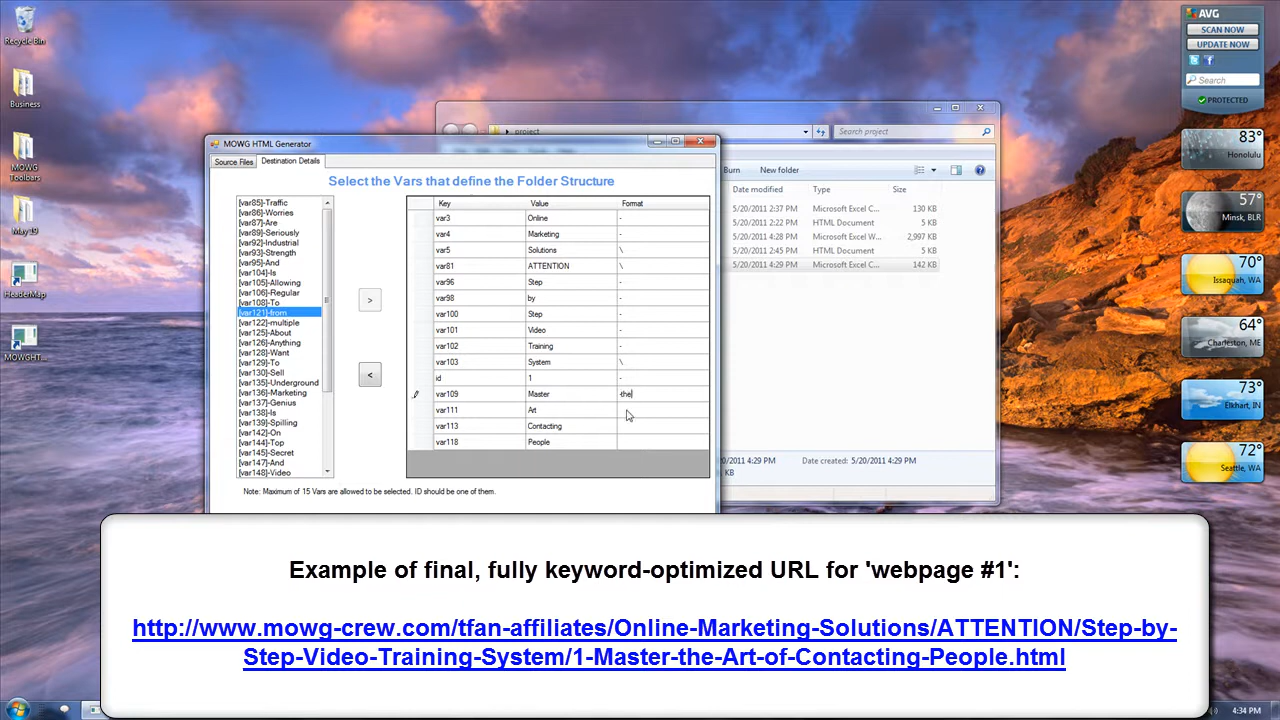 Recycle Bin
Business
MOWG
Toolbars
May 19
HeaderMap
MOWGHT...
AVG
SCAN NOW
UPDATE NOW
Search
PROTECTED
83°
Honolulu
57°
Minsk, BLR
70°
Issaquah, WA
64°
Charleston, ME
73°
Elkhart, IN
72°
Seattle, WA
project
Search project
Burn New folder
Date modified Type Size
5/20/2011 2:37 PM Microsoft Excel C... 130 KB
5/20/2011 2:22 PM HTML Document 5 KB
5/20/2011 4:28 PM Microsoft Excel W... 2,997 KB
5/20/2011 2:45 PM HTML Document 5 KB
5/20/2011 4:29 PM Microsoft Excel C... 142 KB
/20/2011 4:29 PM Date created: 5/20/2011 4:29 PM
KB
MOWG HTML Generator
Source Files Destination Details
Select the Vars that define the Folder Structure
[var85]-Traffic
[var86]-Worries
[var87]-Are
[var89]-Seriously
[var92]-Industrial
[var93]-Strength
[var95]-And
[var104]-Is
[var105]-Allowing
[var106]-Regular
[var108]-To
[var121]-from
[var122]-multiple
[var125]-About
[var126]-Anything
[var128]-Want
[var129]-To
[var130]-Sell
[var135]-Underground
[var136]-Marketing
[var137]-Genius
[var138]-Is
[var139]-Spilling
[var142]-On
[var144]-Top
[var145]-Secret
[var147]-And
[var148]-Video
>
<
Key Value Format
var3 Online -
var4 Marketing -
var5 Solutions \
var81 ATTENTION \
var96 Step -
var98 by -
var100 Step -
var101 Video -
var102 Training -
var103 System \
id 1 -
var109 Master -the
var111 Art
var113 Contacting
var118 People
Note: Maximum of 15 Vars are allowed to be selected. ID should be one of them.
Example of final, fully keyword-optimized URL for 'webpage #1':
http://www.mowg-crew.com/tfan-affiliates/Online-Marketing-Solutions/ATTENTION/Step-by-
Step-Video-Training-System/1-Master-the-Art-of-Contacting-People.html
4:34 PM